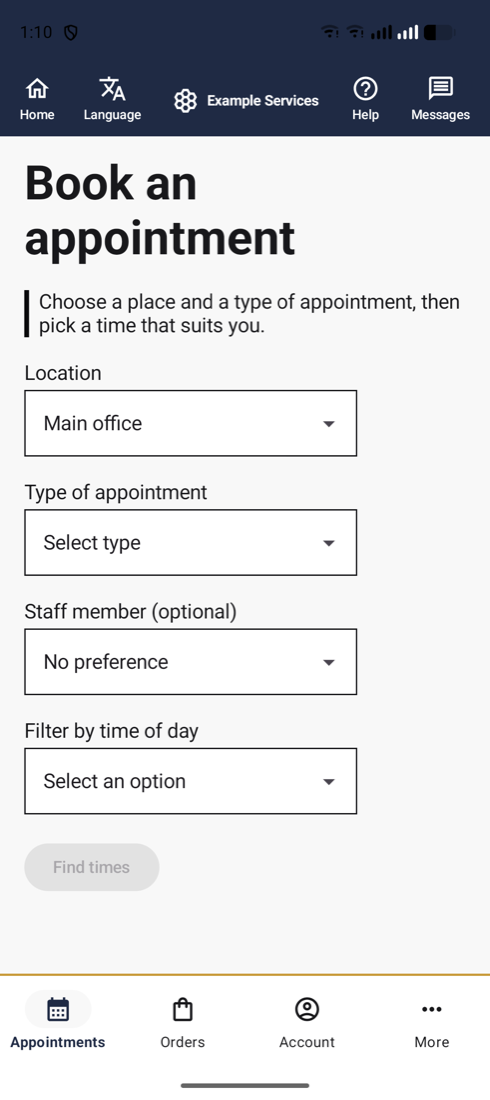 1:10
Home
Language
Example Services
Help
Messages
Book an
appointment
Choose a place and a type of appointment, then
pick a time that suits you.
Location
Main office
Type of appointment
Select type
Staff member (optional)
No preference
Filter by time of day
Select an option
Find times
Appointments
Orders
Account
More